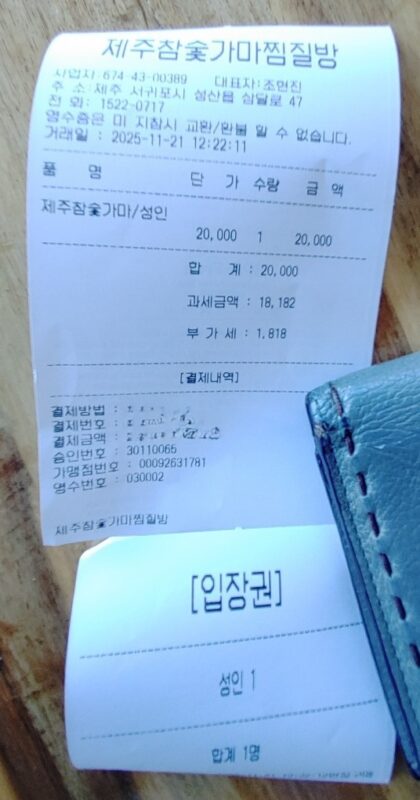 제주참숯가마찜질방
사업자:674-43-00389 대표자:조현진
주 소:제주 서귀포시 성산읍 삼달로 47
전 화: 1522-0717
영수증은 미 지참시 교환/환불 할 수 없습니다.
거래일 : 2025-11-21 12:22:11
품 명 단 가 수량 금 액
제주참숯가마/성인
20,000 1 20,000
합 계 : 20,000
과세금액 : 18,182
부 가 세 : 1,818
[결제내역]
결제방법 :
결제번호 :
결제금액 :
승인번호 : 30110065
가맹점번호 : 00092631781
영수번호 : 030002
제주참숯가마찜질방
[입장권]
성인 1
합계 1명